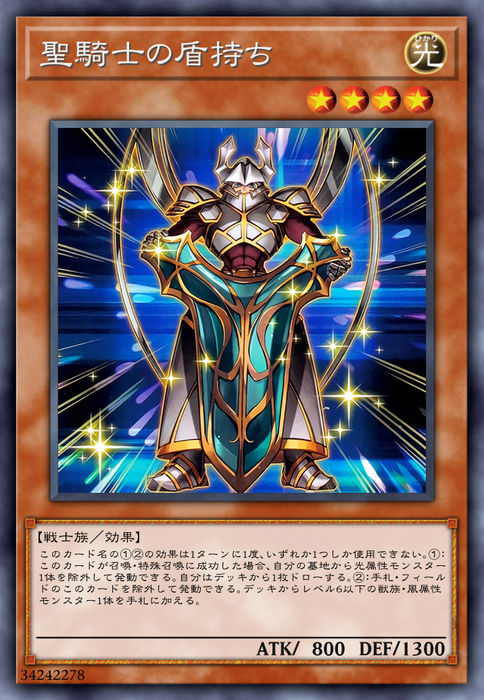 聖騎士の盾持ち
ひかり
光
【戦士族／効果】
このカード名の①②の効果は1ターンに1度、いずれか1つしか使用できない。①：
このカードが召喚・特殊召喚に成功した場合、自分の墓地から光属性モンスター
1体を除外して発動できる。自分はデッキから1枚ドローする。②：手札・フィール
ドのこのカードを除外して発動できる。デッキからレベル6以下の獣族・風属性
モンスター1体を手札に加える。
ATK/ 800 DEF/1300
34242278